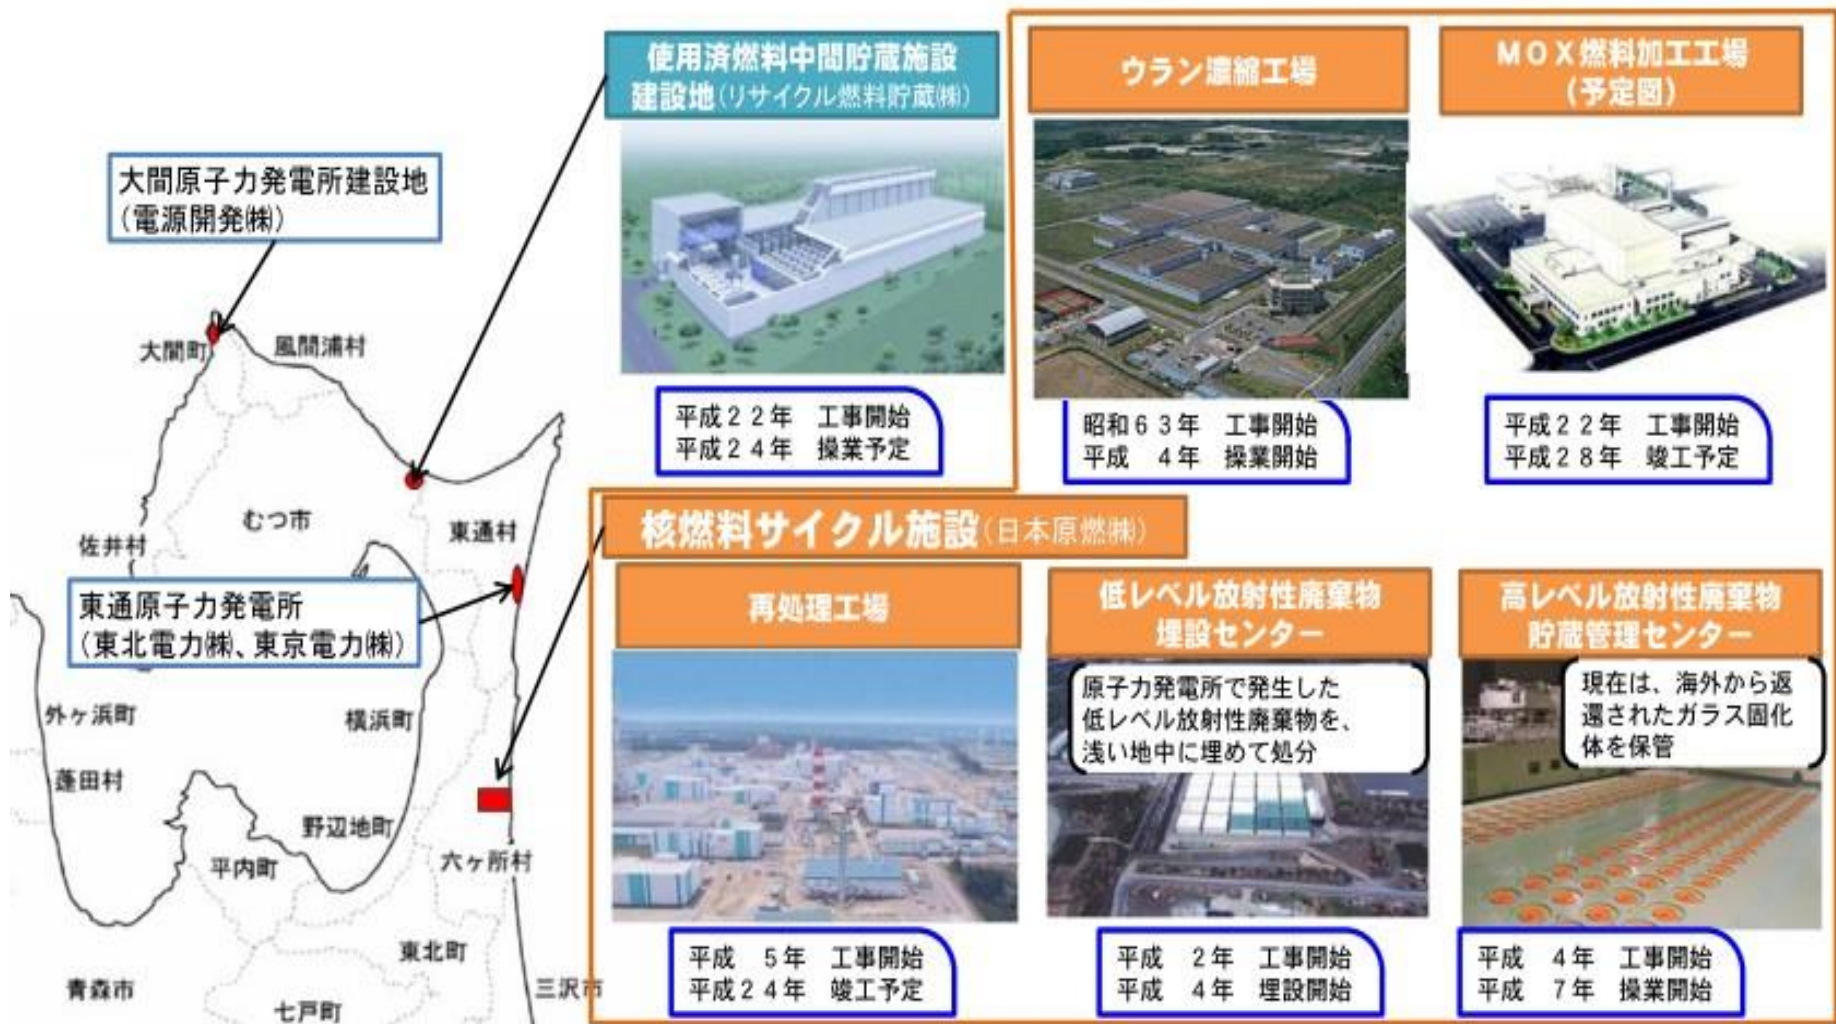 使用済燃料中間貯蔵施設
建設地(リサイクル燃料貯蔵㈱)
平成２２年　工事開始
平成２４年　操業予定
ウラン濃縮工場
昭和６３年　工事開始
平成　４年　操業開始
ＭＯＸ燃料加工工場
(予定図)
平成２２年　工事開始
平成２８年　竣工予定
大間原子力発電所建設地
(電源開発㈱)
大間町
風間浦村
むつ市
東通村
佐井村
東通原子力発電所
(東北電力㈱、東京電力㈱)
外ヶ浜町
横浜町
蓬田村
野辺地町
平内町
六ヶ所村
東北町
青森市
七戸町
三沢市
核燃料サイクル施設(日本原燃㈱)
再処理工場
平成　５年　工事開始
平成２４年　竣工予定
低レベル放射性廃棄物
埋設センター
原子力発電所で発生した
低レベル放射性廃棄物を、
浅い地中に埋めて処分
平成　２年　工事開始
平成　４年　埋設開始
高レベル放射性廃棄物
貯蔵管理センター
現在は、海外から返
還されたガラス固化
体を保管
平成　４年　工事開始
平成　７年　操業開始